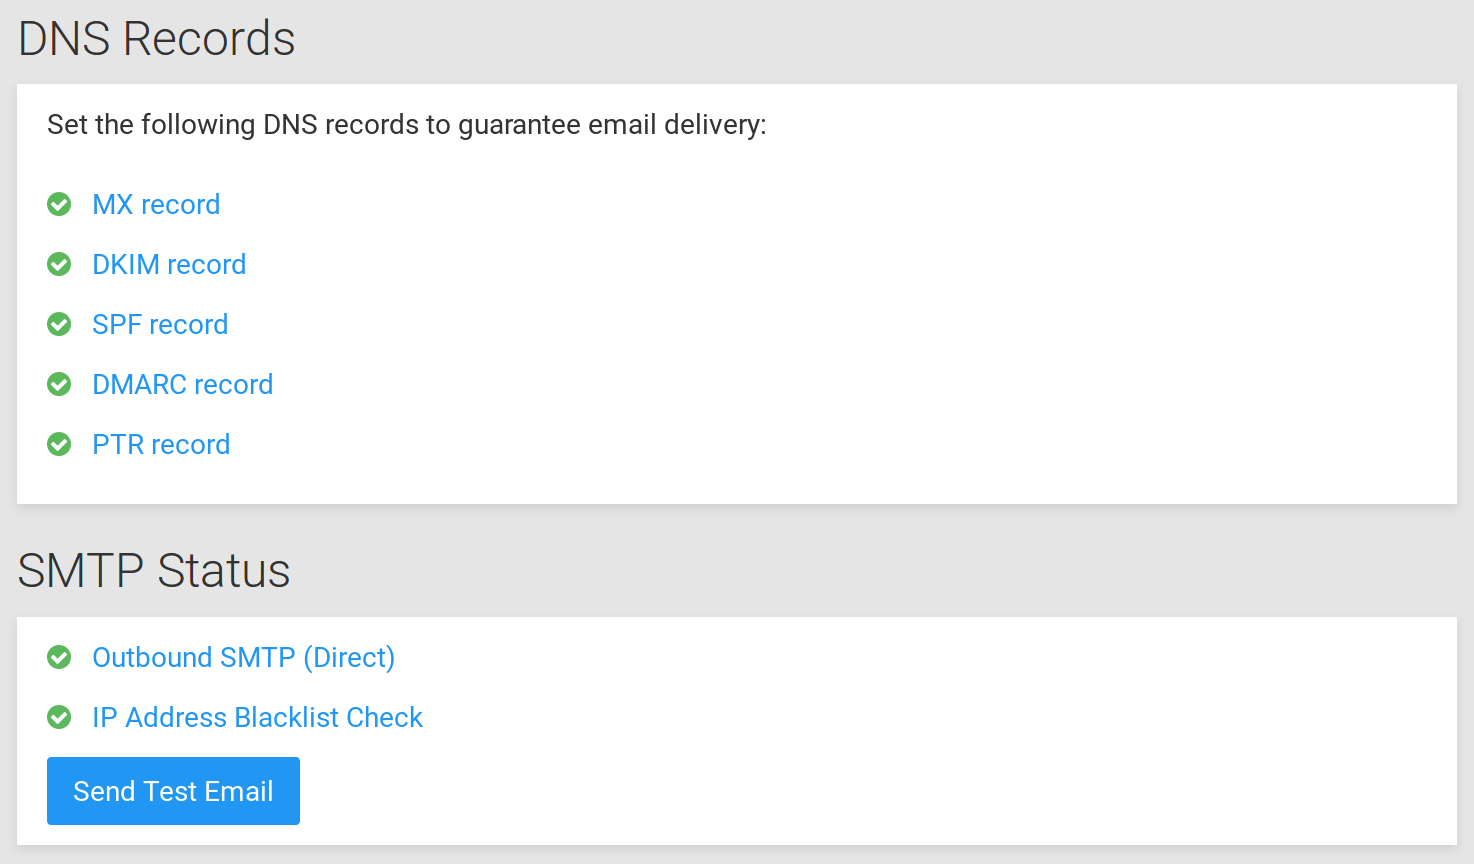 DNS Records
Set the following DNS records to guarantee email delivery:
MX record
DKIM record
SPF record
DMARC record
PTR record
SMTP Status
Outbound SMTP (Direct)
IP Address Blacklist Check
Send Test Email